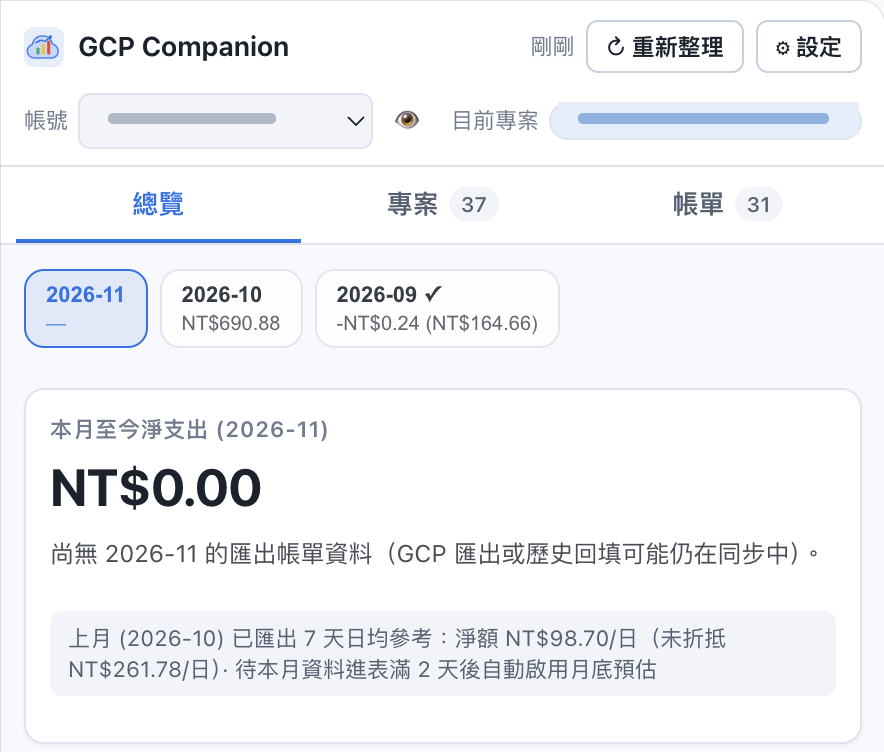 GCP Companion
剛剛
↻ 重新整理
⚙ 設定
帳號
目前專案
總覽
專案 37
帳單 31
2026-11
—
2026-10
NT$690.88
2026-09 ✓
-NT$0.24 (NT$164.66)
本月至今淨支出 (2026-11)
NT$0.00
尚無 2026-11 的匯出帳單資料（GCP 匯出或歷史回填可能仍在同步中）。
上月 (2026-10) 已匯出 7 天日均參考：淨額 NT$98.70/日（未折抵
NT$261.78/日）· 待本月資料進表滿 2 天後自動啟用月底預估